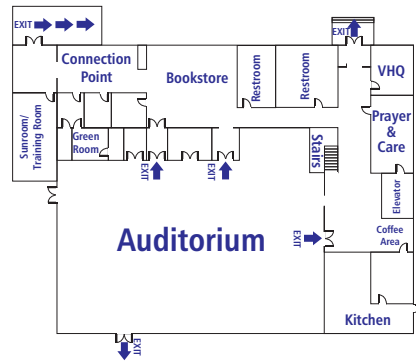 EXIT
EXIT
Connection
Point
Bookstore
Restroom
Restroom
VHQ
Sunroom/
Training Room
Green
Room
Prayer
&
Care
Stairs
EXIT
EXIT
Elevator
Auditorium
EXIT
Coffee
Area
Kitchen
EXIT